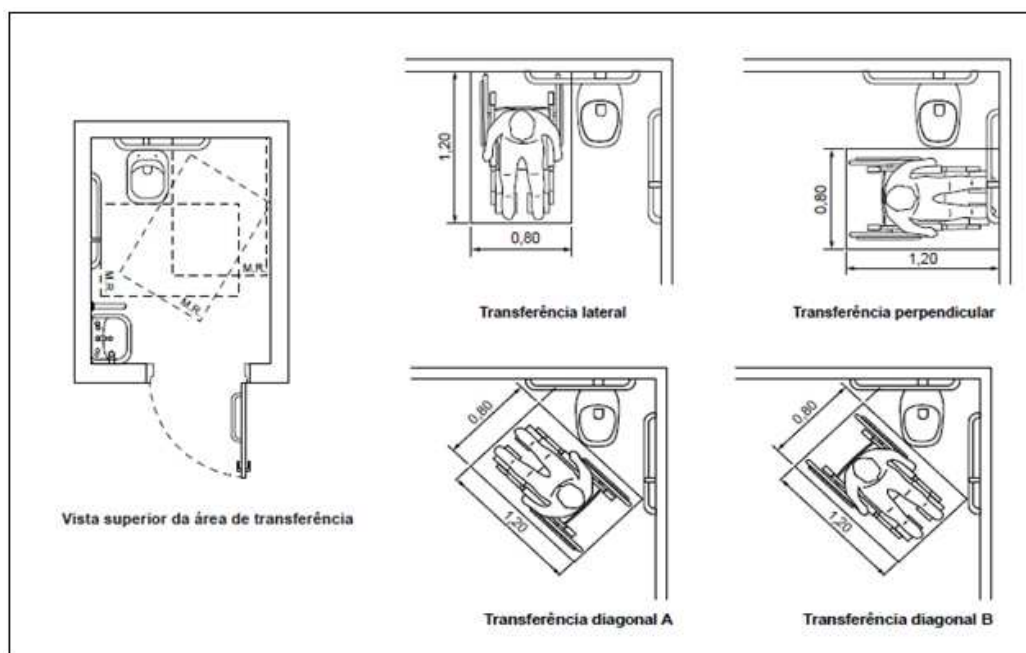 M.R.
M.R.
M.R.
Vista superior da área de transferência
1,20
0,80
Transferência lateral
0,80
1,20
Transferência perpendicular
0,80
1,20
Transferência diagonal A
0,80
1,20
Transferência diagonal B